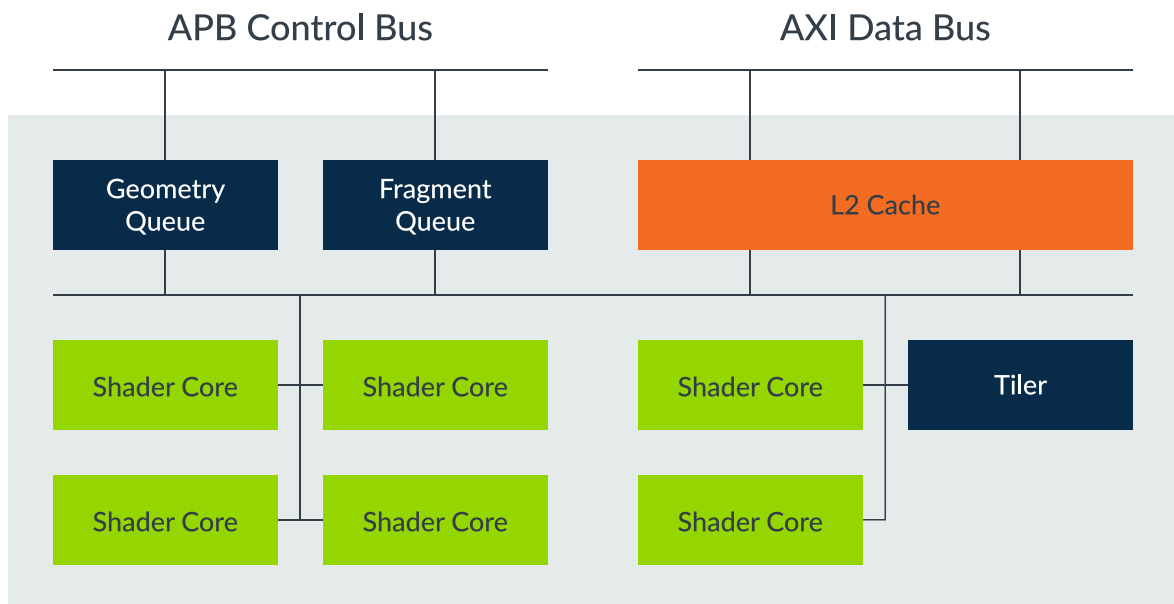 APB Control Bus
AXI Data Bus
Geometry
Queue
Fragment
Queue
L2 Cache
Shader Core
Shader Core
Shader Core
Tiler
Shader Core
Shader Core
Shader Core